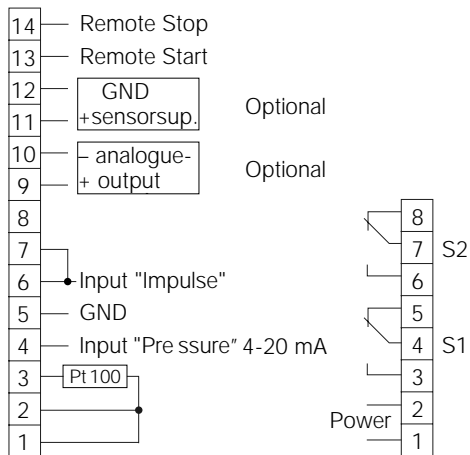 14 Remote Stop
13 Remote Start
12 GND
11 +sensorsup. Optional
10 – analogue-
9 + output Optional
8
7
6 Input "Impulse"
5 GND
4 Input "Pressure" 4-20 mA
3 Pt100
2
1
8
7 S2
6
5
4 S1
3
2
Power
1